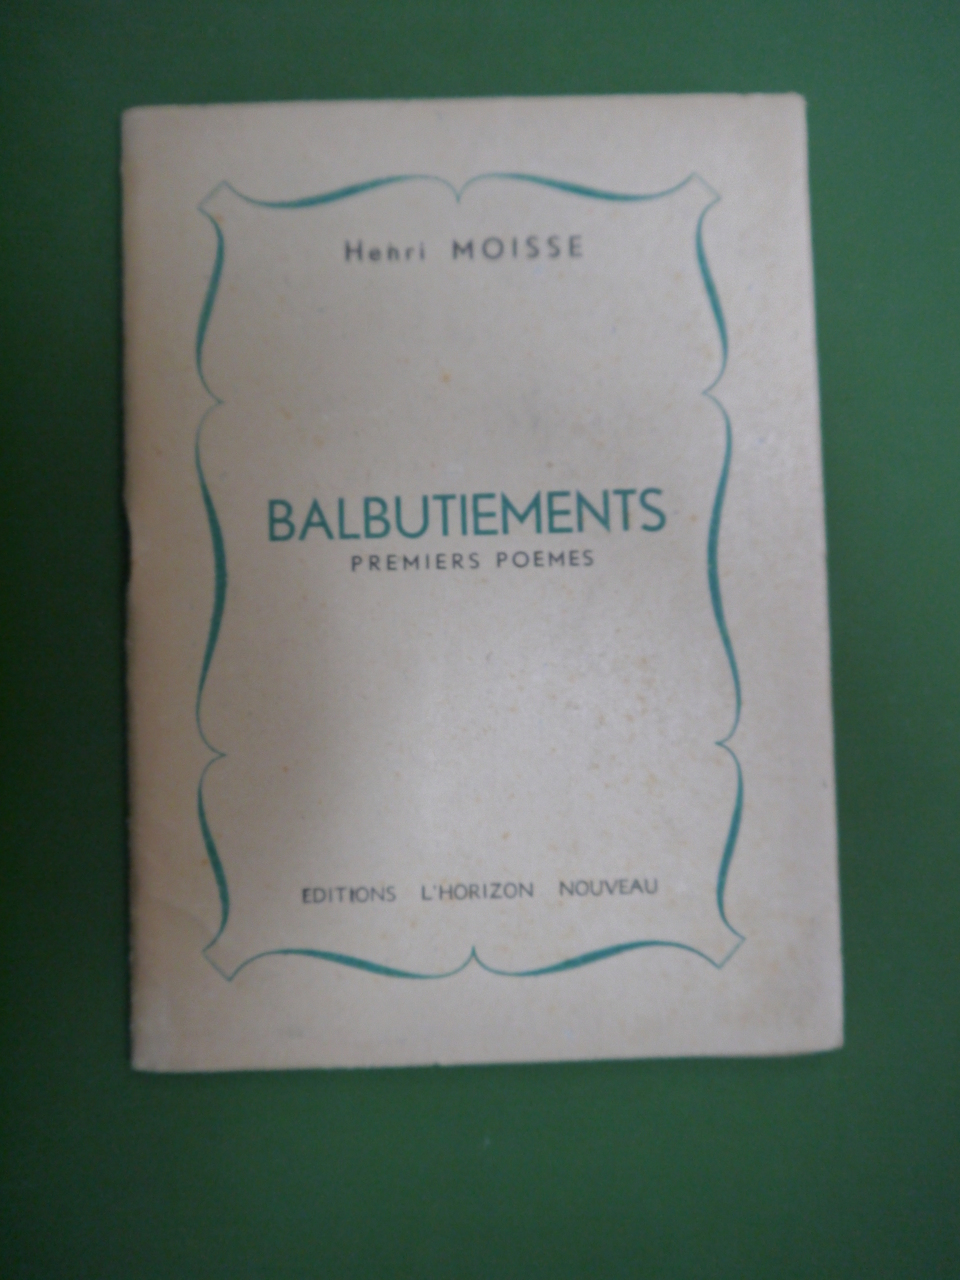 Henri MOISSE
BALBUTIEMENTS
PREMIERS POEMES
EDITIONS L'HORIZON NOUVEAU